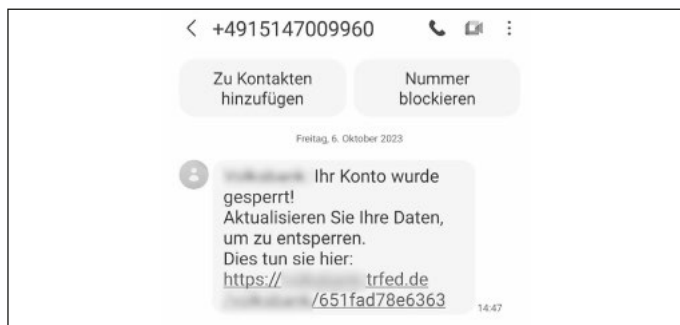 +4915147009960
Zu Kontakten
hinzufügen
Nummer
blockieren
Freitag, 6. Oktober 2023
Ihr Konto wurde
gesperrt!
Aktualisieren Sie Ihre Daten,
um zu entsperren.
Dies tun sie hier:
https:// trfed.de
/651fad78e6363
14:47